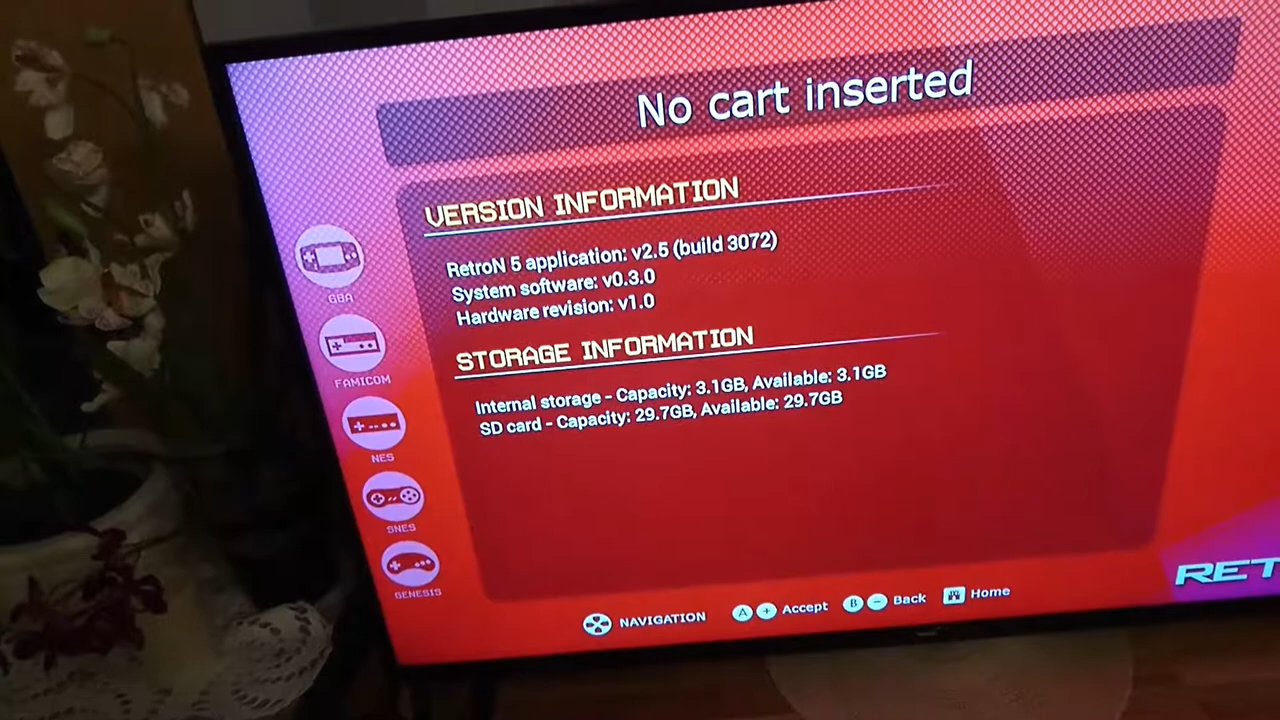 No cart inserted
VERSION INFORMATION
RetroN 5 application: v2.5 (build 3072)
System software: v0.3.0
Hardware revision: v1.0
STORAGE INFORMATION
Internal storage - Capacity: 3.1GB, Available: 3.1GB
SD card - Capacity: 29.7GB, Available: 29.7GB
GBA
FAMICOM
NES
SNES
GENESIS
NAVIGATION
A + Accept
B - Back
Home
RET